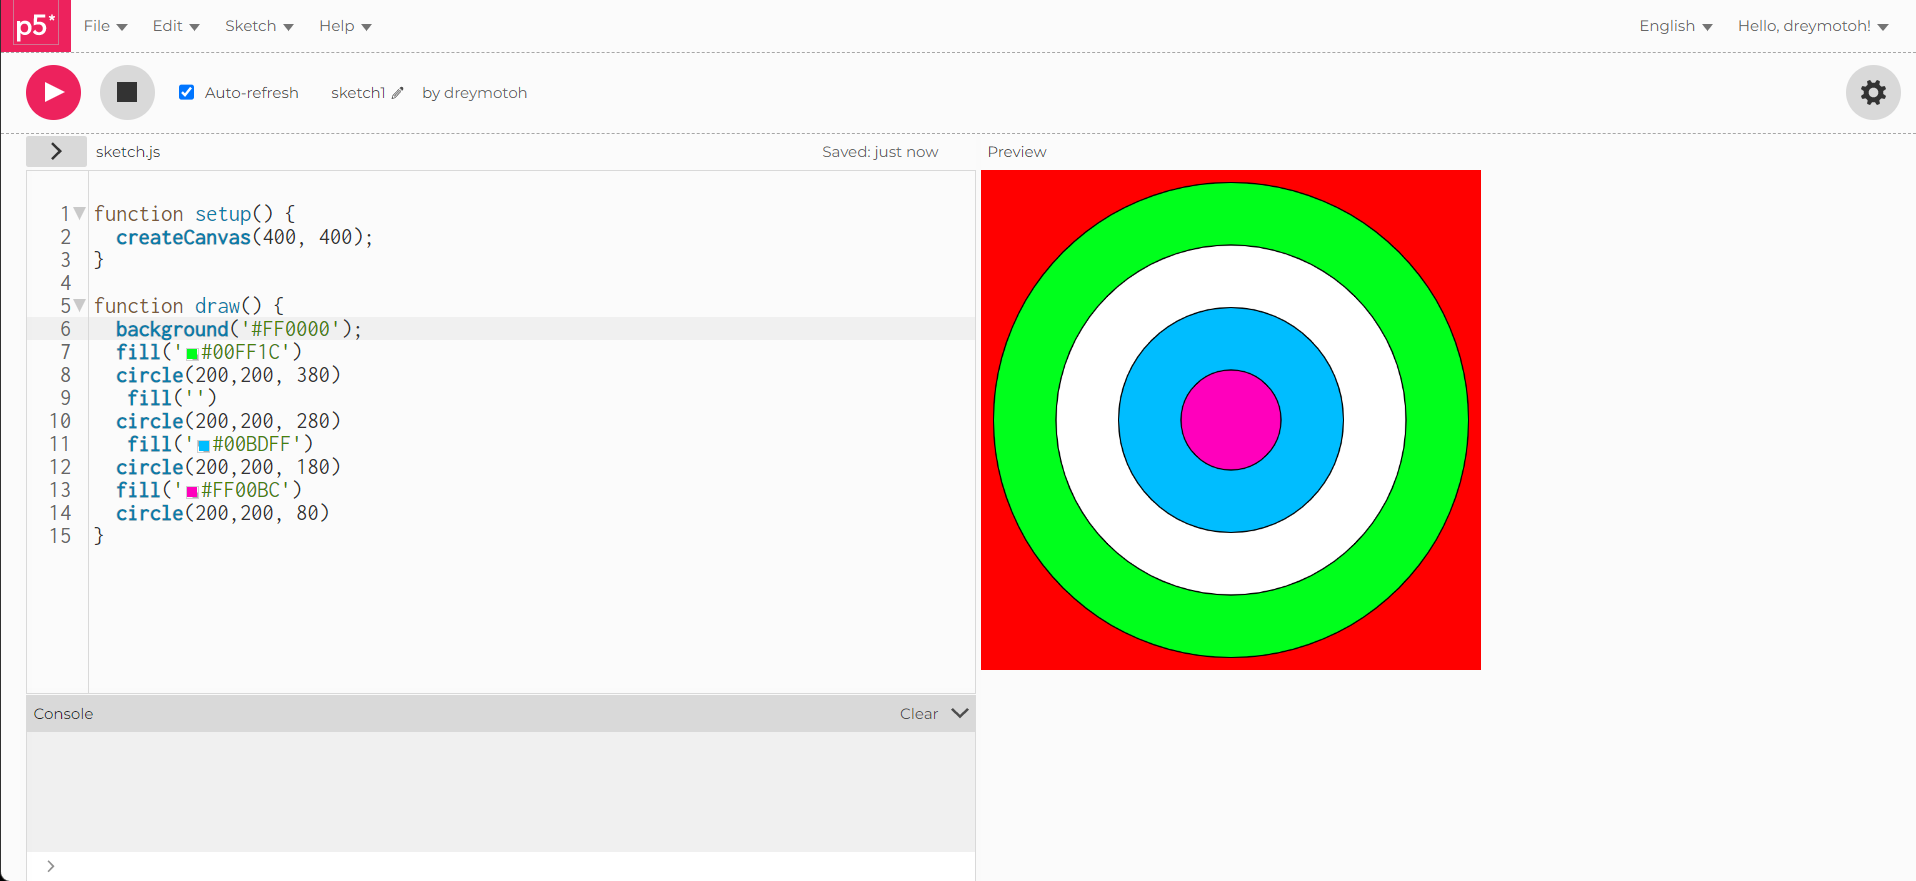 p5*
File Edit Sketch Help English Hello, dreymotoh!
Auto-refresh sketch1 by dreymotoh
sketch.js Saved: just now Preview
1 function setup() {
2   createCanvas(400, 400);
3 }
4
5 function draw() {
6   background('#FF0000');
7   fill('#00FF1C')
8   circle(200,200, 380)
9    fill('')
10   circle(200,200, 280)
11    fill('#00BDFF')
12   circle(200,200, 180)
13   fill('#FF00BC')
14   circle(200,200, 80)
15 }
Console Clear
>